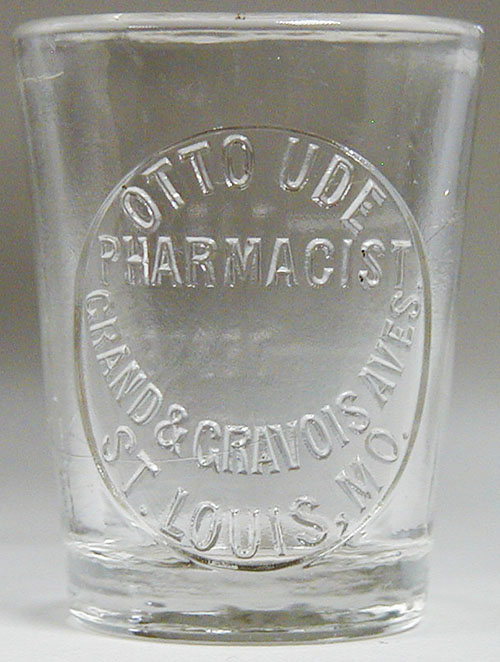 OTTO UDE
PHARMACIST
GRAND & GRAVOIS AVES.
ST. LOUIS, MO.